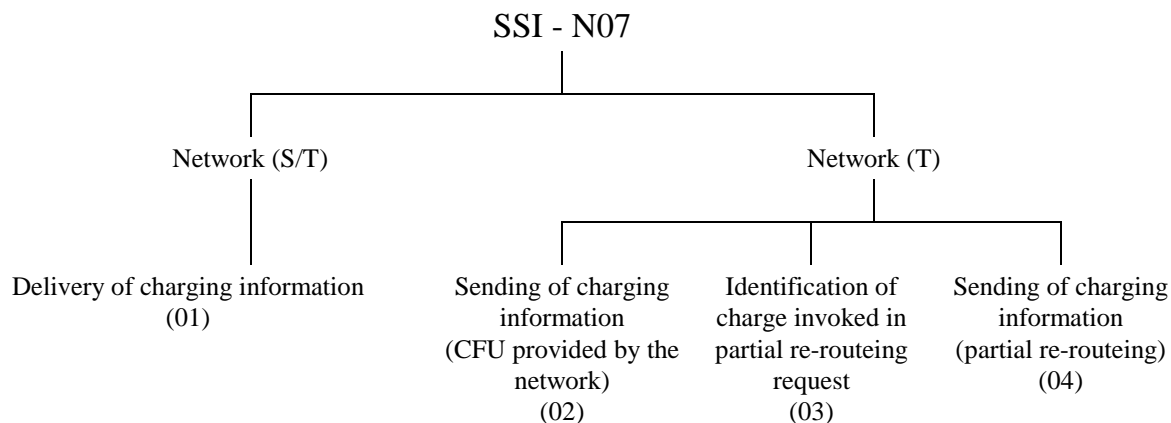 SSI - N07
Network (S/T)
Network (T)
Delivery of charging information
(01)
Sending of charging
information
(CFU provided by the
network)
(02)
Identification of
charge invoked in
partial re-routeing
request
(03)
Sending of charging
information
(partial re-routeing)
(04)